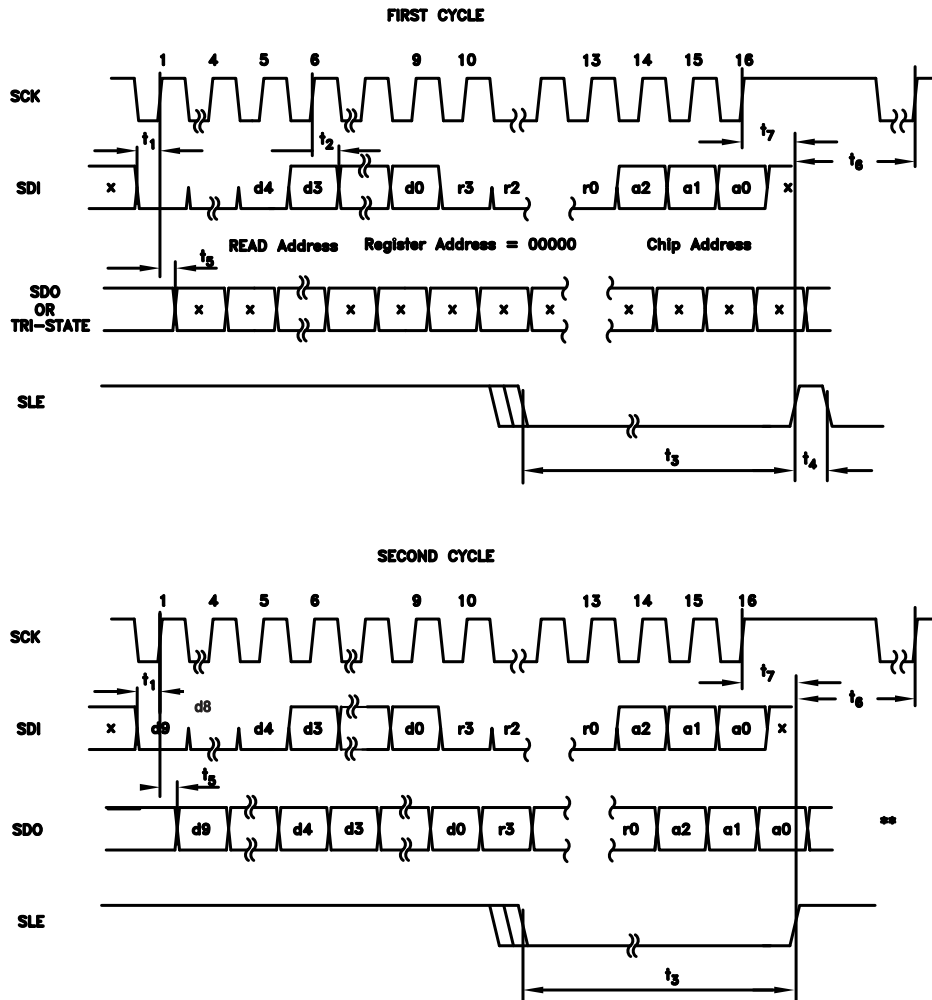 FIRST CYCLE
1 4 5 6 9 10 13 14 15 16
SCK
t1 t2 t7 t6
SDI x d4 d3 d0 r3 r2 r0 a2 a1 a0 x
READ Address Register Address = 00000 Chip Address
t5
SDO
OR
TRI-STATE
x x x x x x x x x x x
SLE
t3 t4
SECOND CYCLE
1 4 5 6 9 10 13 14 15 16
SCK
t1 t7 t6
d8
SDI x d9 d4 d3 d0 r3 r2 r0 a2 a1 a0 x
t5
SDO d9 d4 d3 d0 r3 r0 a2 a1 a0 **
SLE
t3